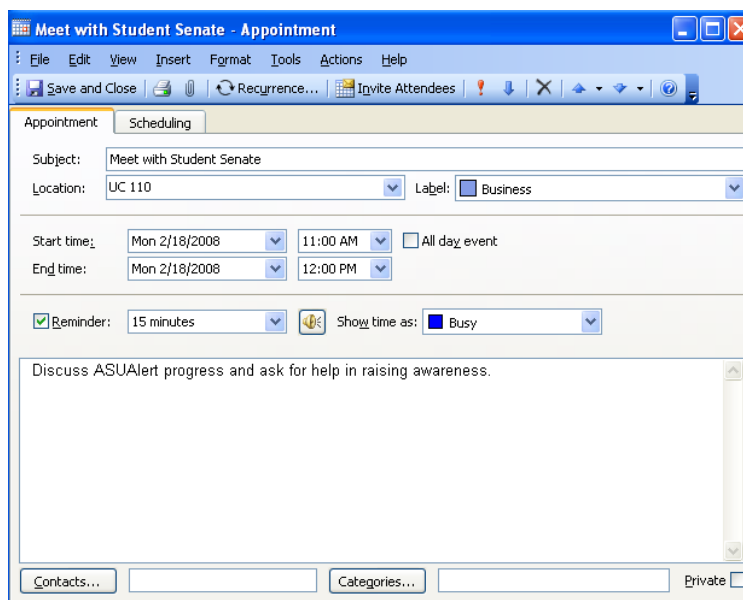 Meet with Student Senate - Appointment
File Edit View Insert Format Tools Actions Help
Save and Close Recurrence... Invite Attendees
Appointment Scheduling
Subject: Meet with Student Senate
Location: UC 110 Label: Business
Start time: Mon 2/18/2008 11:00 AM All day event
End time: Mon 2/18/2008 12:00 PM
Reminder: 15 minutes Show time as: Busy
Discuss ASUAlert progress and ask for help in raising awareness.
Contacts... Categories... Private